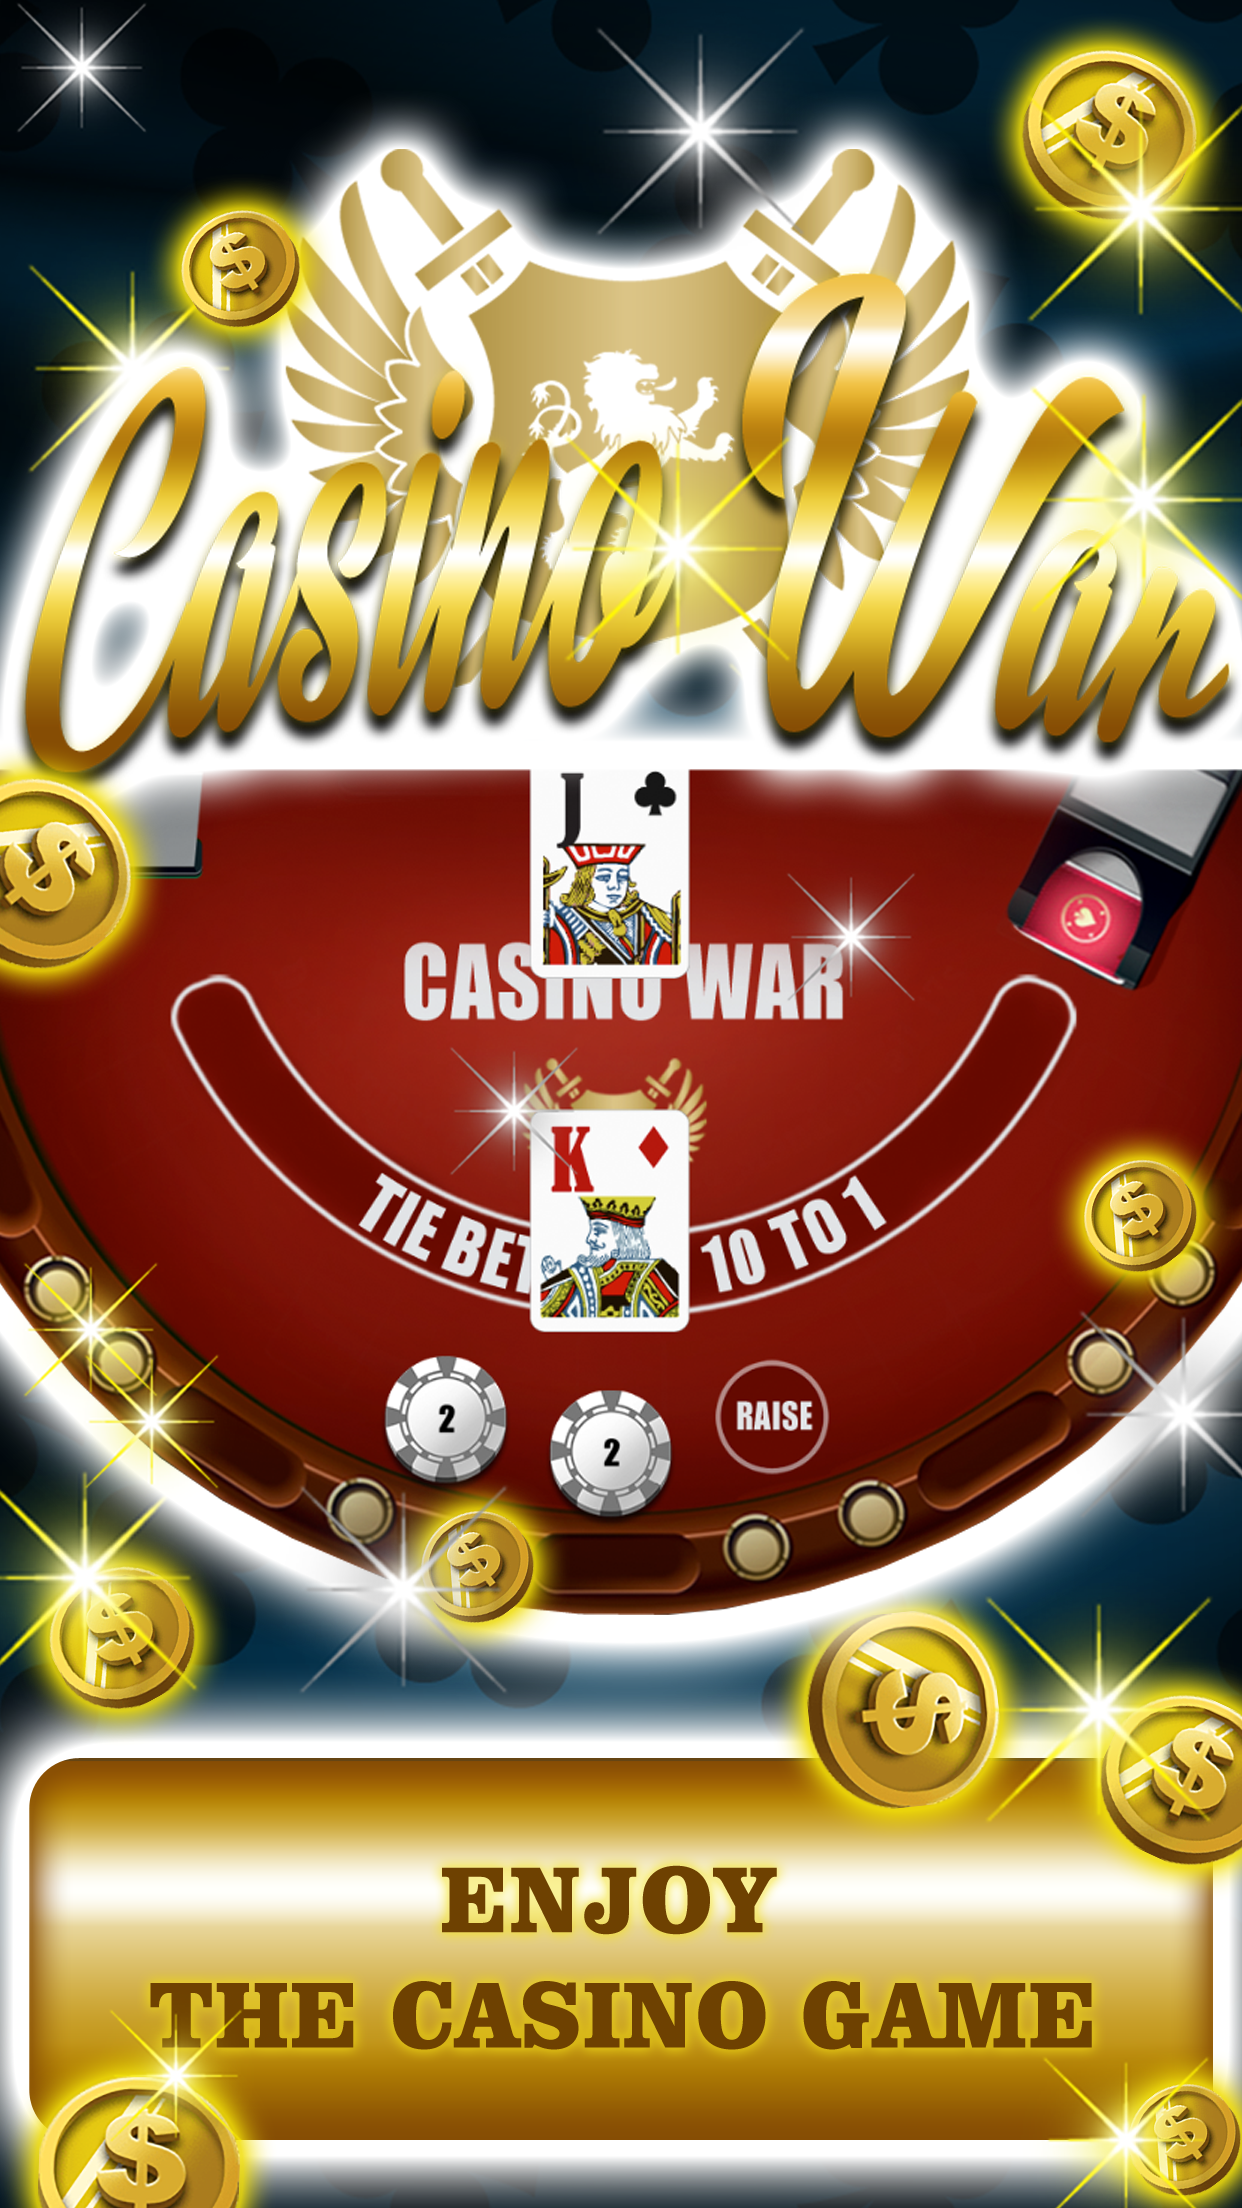 Casino War
J
CASINO WAR
K
TIE BET 10 TO 1
2
2
RAISE
ENJOY
THE CASINO GAME